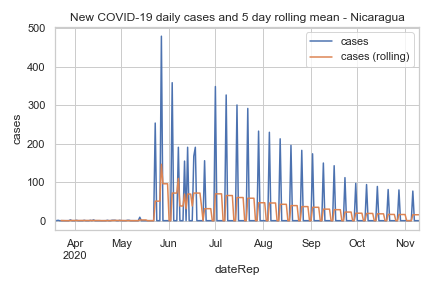 New COVID-19 daily cases and 5 day rolling mean - Nicaragua
cases
cases (rolling)
500
400
300
200
100
0
cases
Apr
2020
May
Jun
Jul
Aug
Sep
Oct
Nov
dateRep